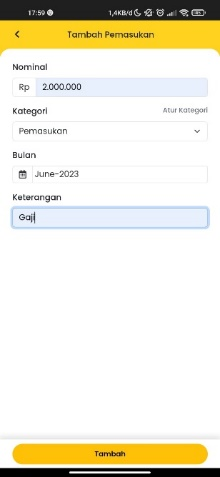 17:59
1,4KB/d
Tambah Pemasukan
Nominal
Rp 2.000.000
Kategori Atur Kategori
Pemasukan
Bulan
June-2023
Keterangan
Gaji
Tambah